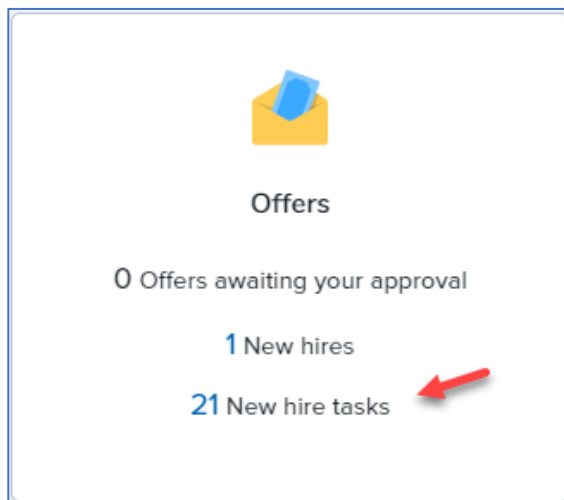 Offers
0 Offers awaiting your approval
1 New hires
21 New hire tasks